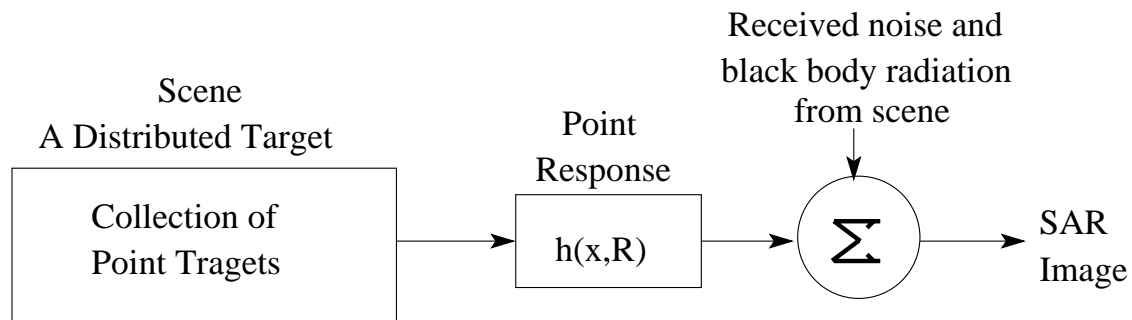 Scene
A Distributed Target
Collection of
Point Tragets
Point
Response
h(x,R)
Received noise and
black body radiation
from scene
Σ
SAR
Image